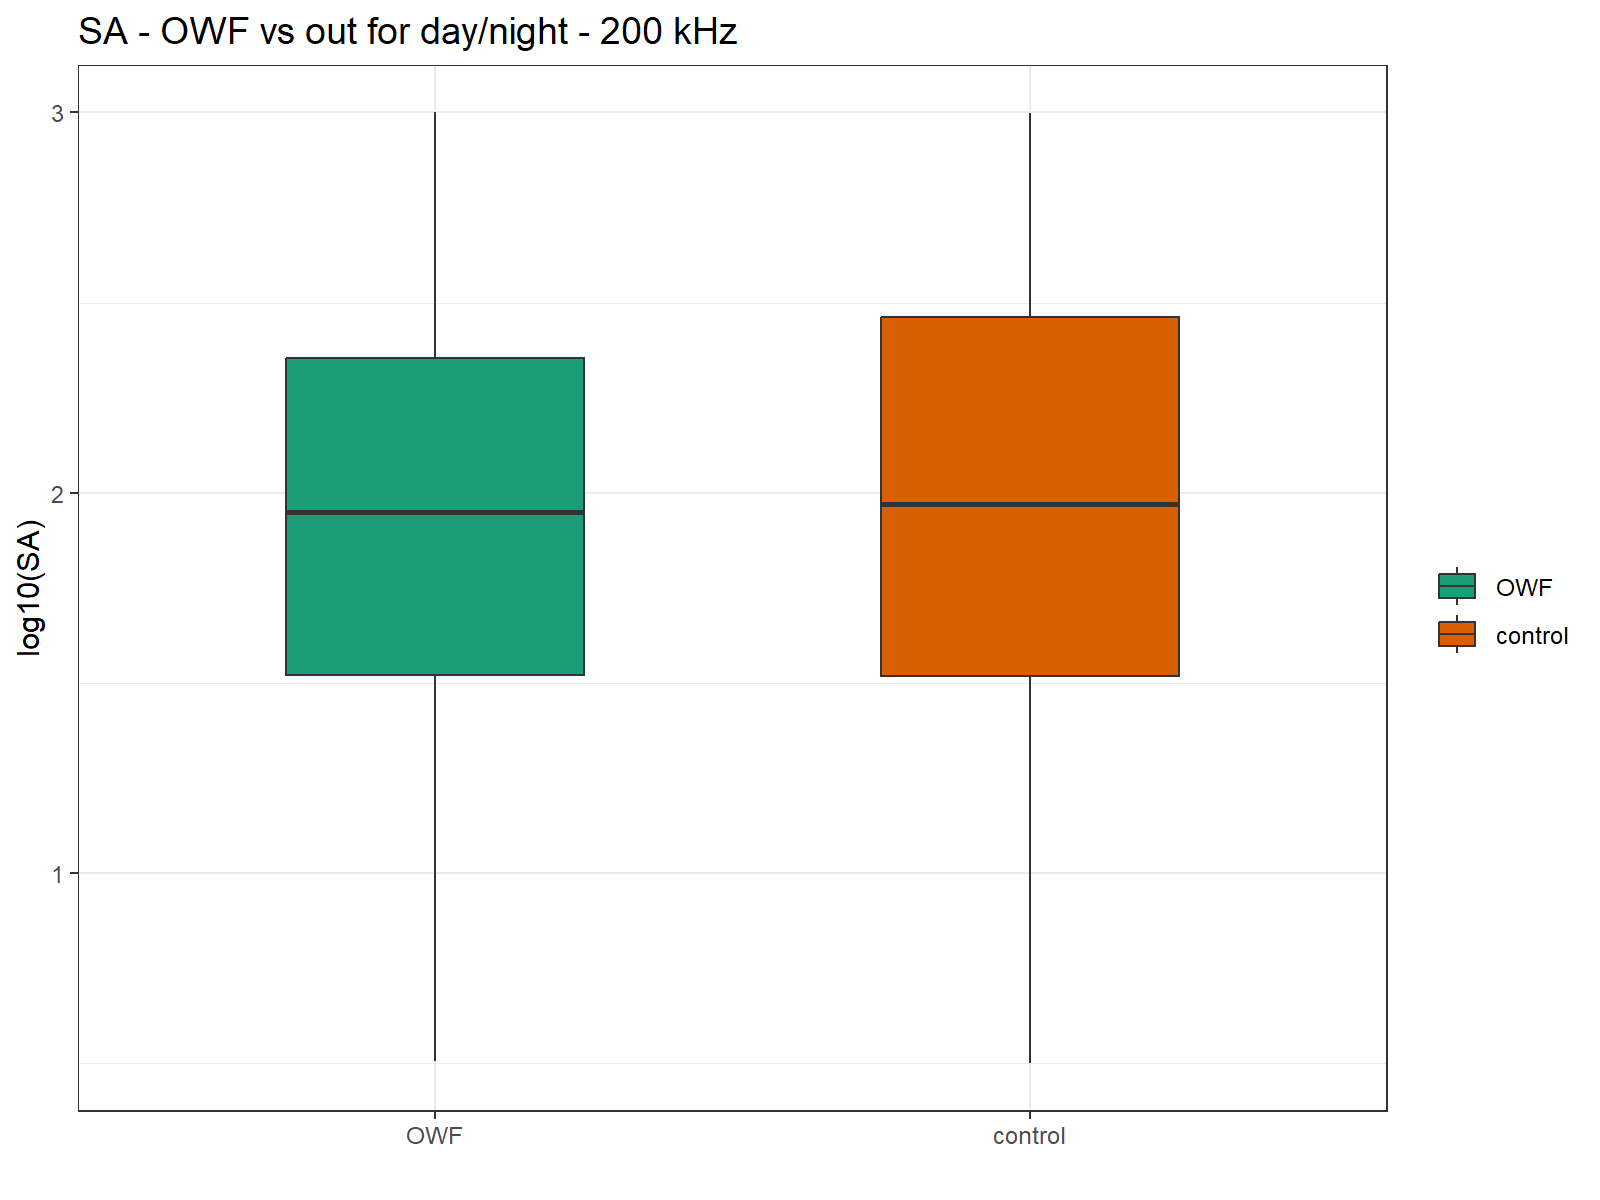 SA - OWF vs out for day/night - 200 kHz
log10(SA)
3
2
1
OWF
control
OWF
control